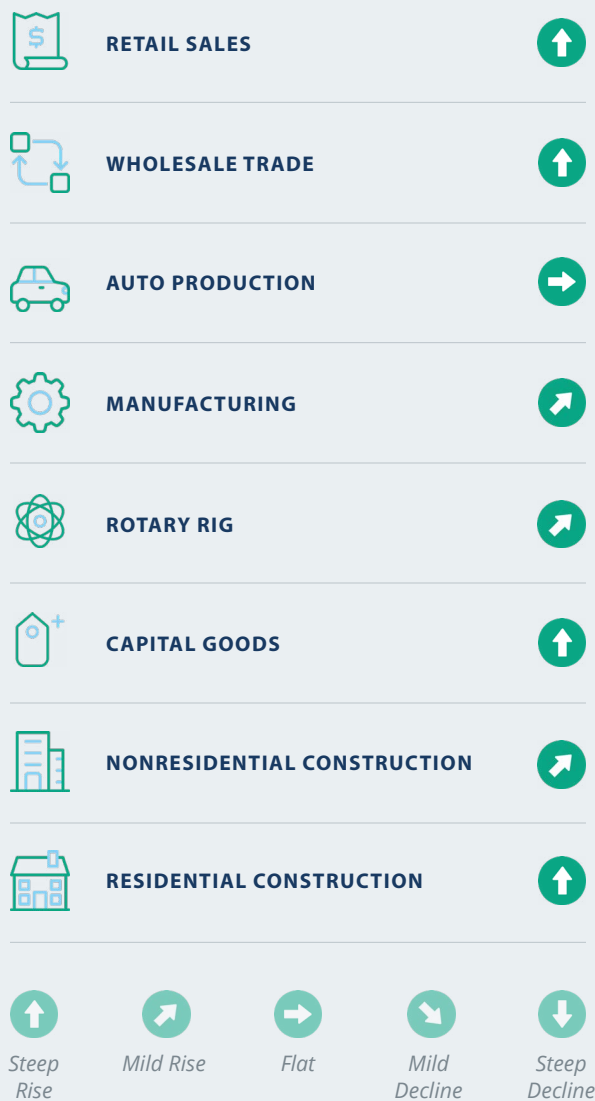 $
RETAIL SALES
WHOLESALE TRADE
AUTO PRODUCTION
MANUFACTURING
ROTARY RIG
CAPITAL GOODS
NONRESIDENTIAL CONSTRUCTION
RESIDENTIAL CONSTRUCTION
Steep
Rise
Mild Rise
Flat
Mild
Decline
Steep
Decline